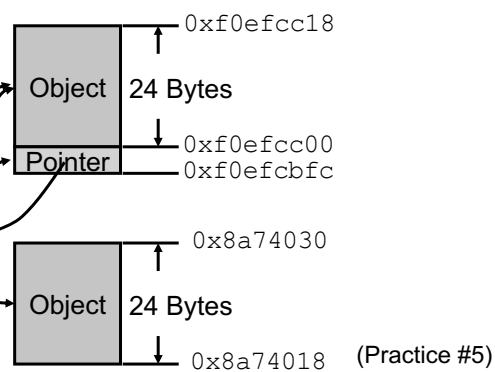 0xf0efcc18
Object 24 Bytes
0xf0efcc00
Pointer
0xf0efcbfc
0x8a74030
Object 24 Bytes
0x8a74018 (Practice #5)